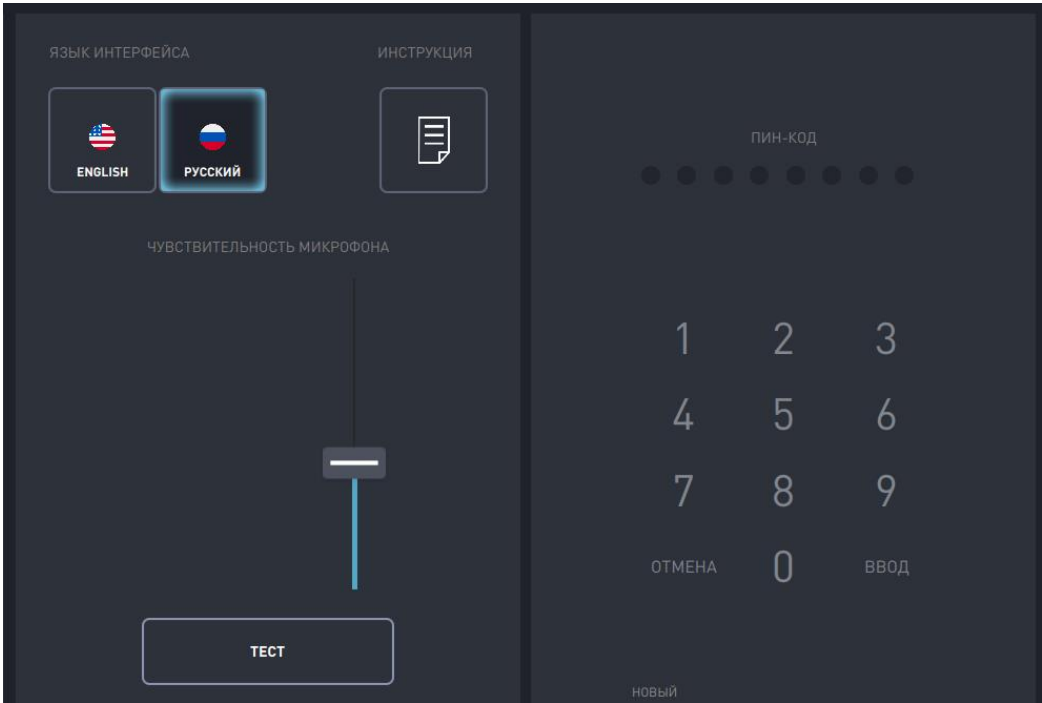 ЯЗЫК ИНТЕРФЕЙСА
ИНСТРУКЦИЯ
ENGLISH
РУССКИЙ
ЧУВСТВИТЕЛЬНОСТЬ МИКРОФОНА
ТЕСТ
ПИН-КОД
1 2 3
4 5 6
7 8 9
ОТМЕНА 0 ВВОД
НОВЫЙ